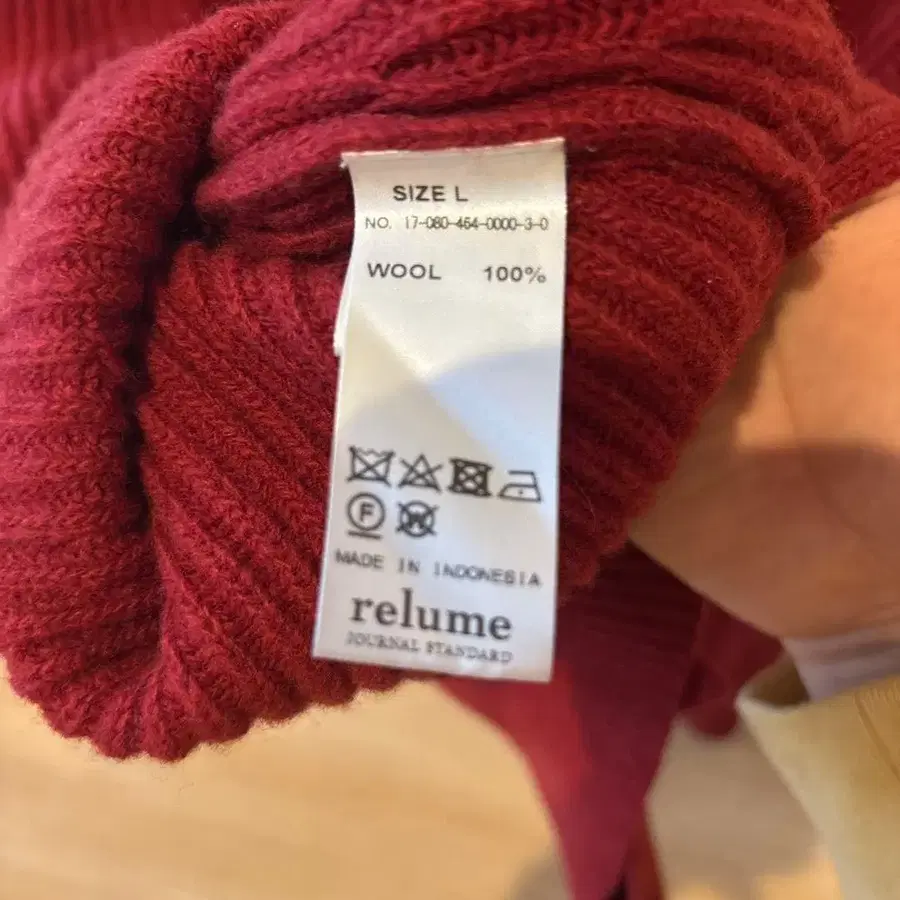 SIZE L
NO. 17-080-464-0000-3-0
WOOL 100%
F W
MADE IN INDONESIA
relume
JOURNAL STANDARD